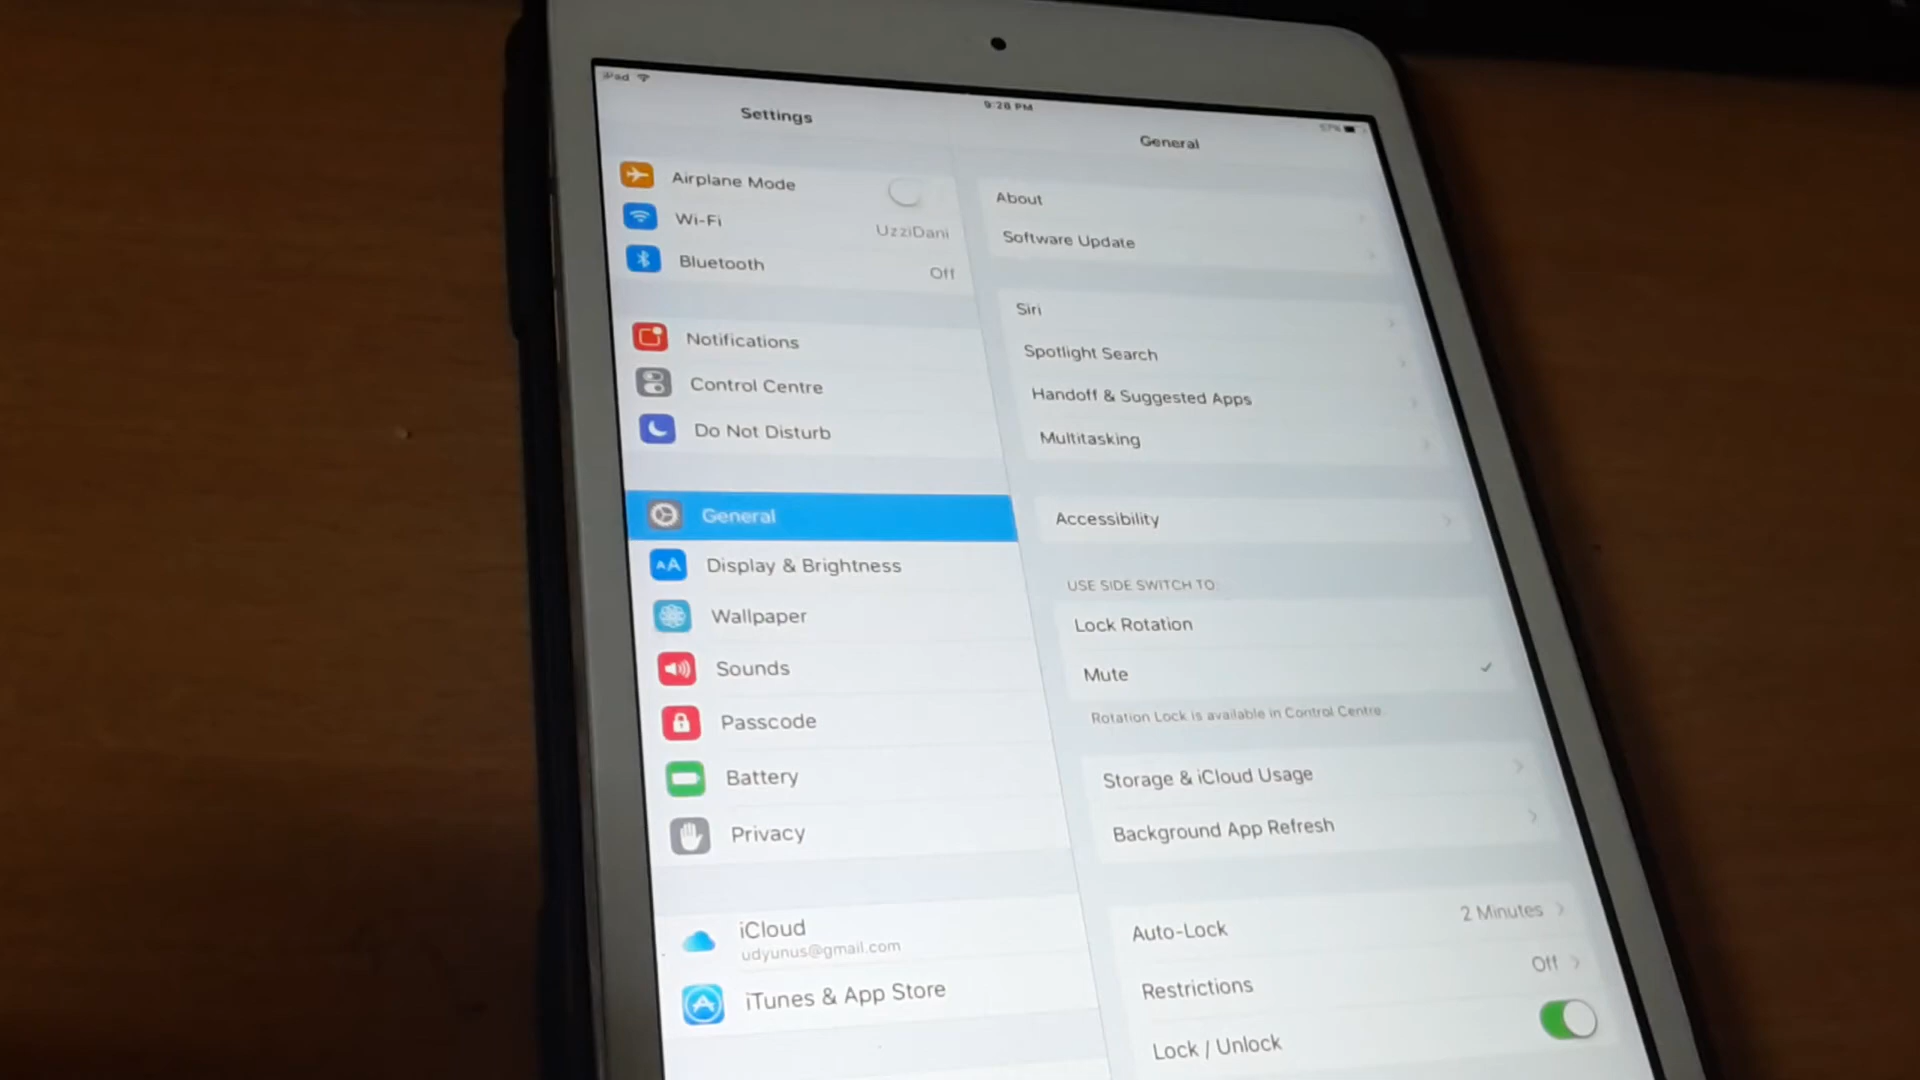 iPad
9:28 PM
57%
Settings
General
Airplane Mode
Wi-Fi
UzziDani
Bluetooth
Off
Notifications
Control Centre
Do Not Disturb
General
Display & Brightness
Wallpaper
Sounds
Passcode
Battery
Privacy
iCloud
udyunus@gmail.com
iTunes & App Store
About
Software Update
Siri
Spotlight Search
Handoff & Suggested Apps
Multitasking
Accessibility
USE SIDE SWITCH TO:
Lock Rotation
Mute
Rotation Lock is available in Control Centre.
Storage & iCloud Usage
Background App Refresh
Auto-Lock
2 Minutes
Restrictions
Off
Lock / Unlock